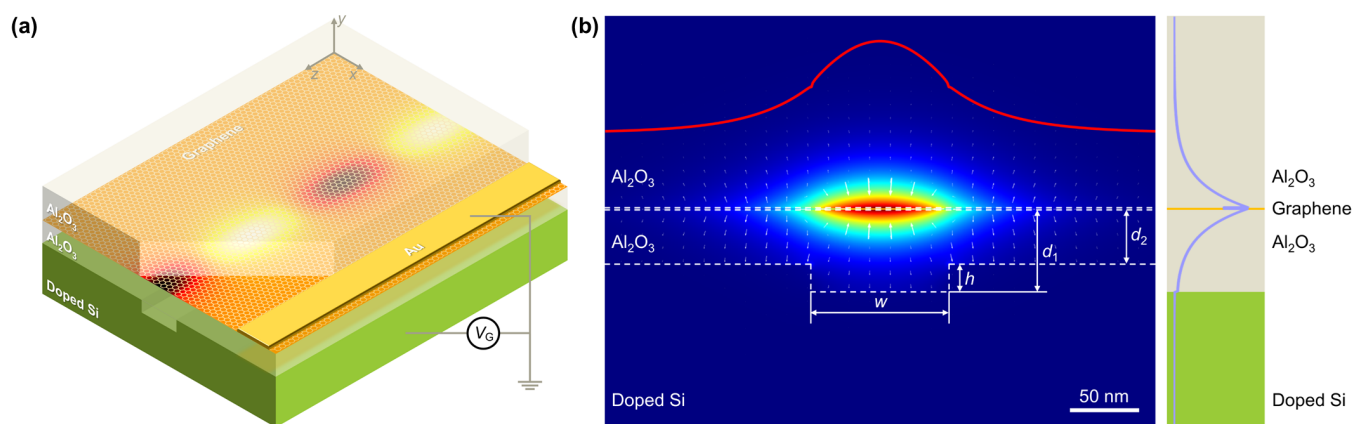 (a)
y
z
x
Graphene
Al₂O₃
Al₂O₃
Doped Si
Au
V_G
(b)
Al₂O₃
Al₂O₃
d₁
d₂
h
w
Doped Si
50 nm
Al₂O₃
Graphene
Al₂O₃
Doped Si